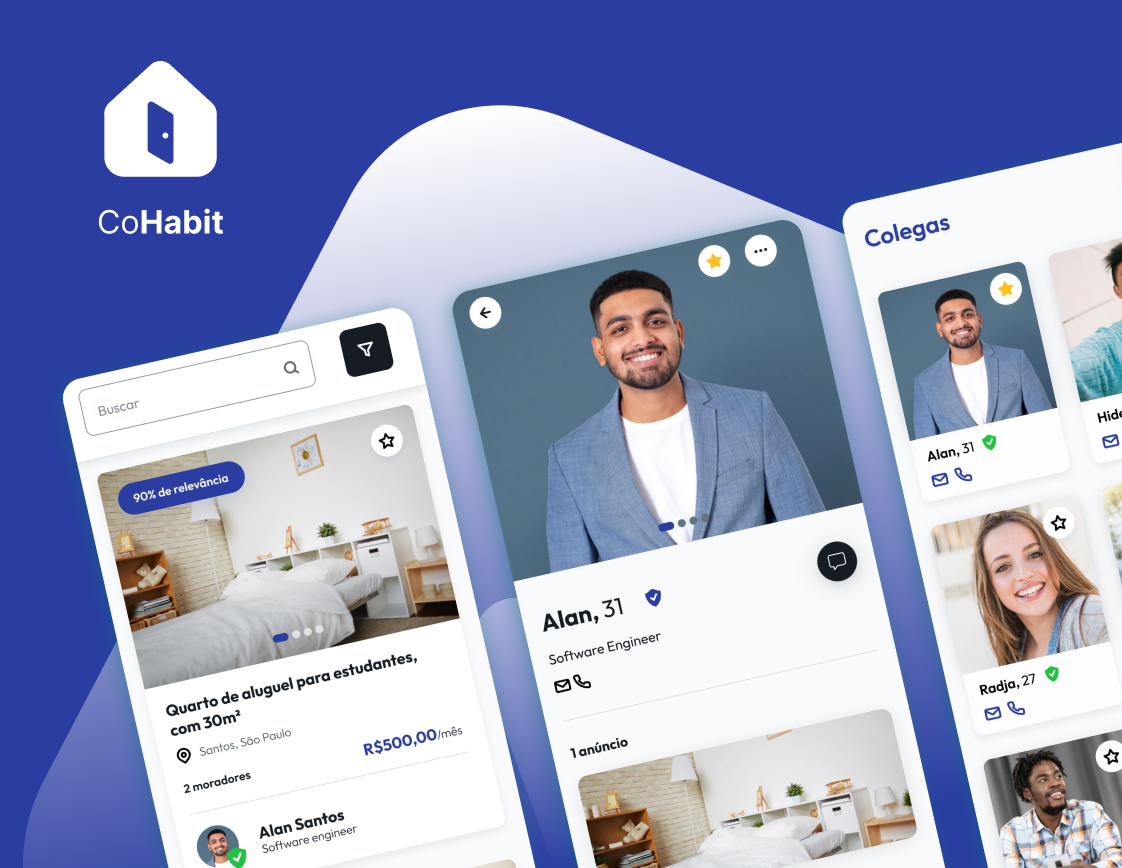 CoHabit
Buscar
90% de relevância
Quarto de aluguel para estudantes,
com 30m²
Santos, São Paulo
R$500,00/mês
2 moradores
Alan Santos
Software engineer
Alan, 31
Software Engineer
1 anúncio
Colegas
Alan, 31
Radja, 27